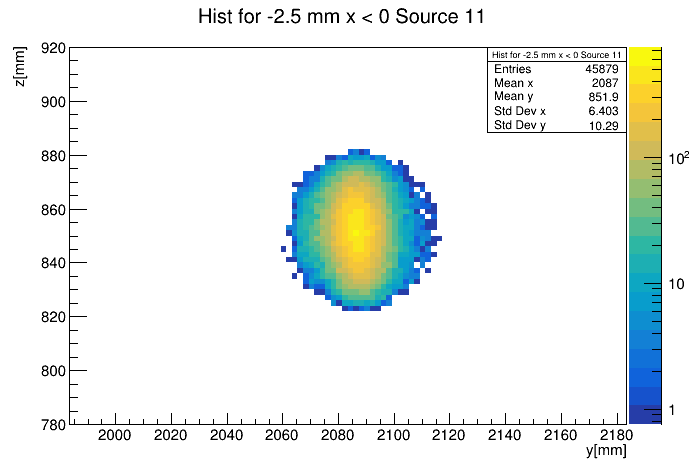 Hist for -2.5 mm x < 0 Source 11
z[mm]
920
900
880
860
840
820
800
780
Hist for -2.5 mm x < 0 Source 11
Entries 45879
Mean x 2087
Mean y 851.9
Std Dev x 6.403
Std Dev y 10.29
10²
10
1
2000 2020 2040 2060 2080 2100 2120 2140 2160 2180
y[mm]